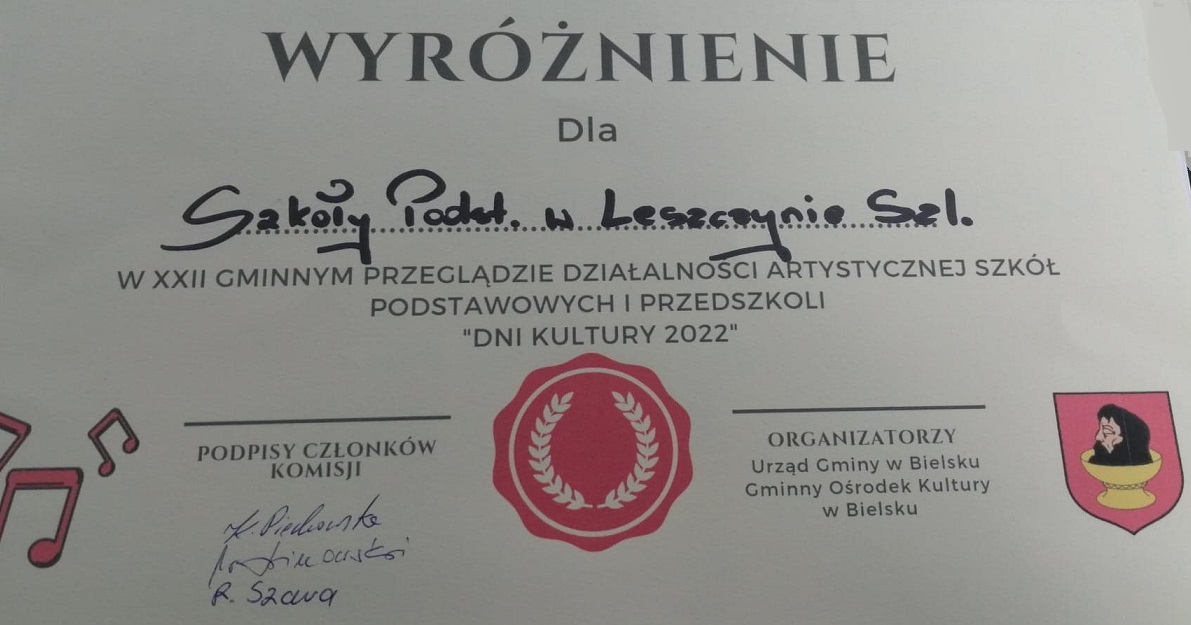 WYRÓŻNIENIE
Dla
Szkoły Podst. w Leszczynie Szl.
W XXII GMINNYM PRZEGLĄDZIE DZIAŁALNOŚCI ARTYSTYCZNEJ SZKÓŁ
PODSTAWOWYCH I PRZEDSZKOLI
"DNI KULTURY 2022"
PODPISY CZŁONKÓW
KOMISJI
K. Piechowska
R. Szawa
ORGANIZATORZY
Urząd Gminy w Bielsku
Gminny Ośrodek Kultury
w Bielsku